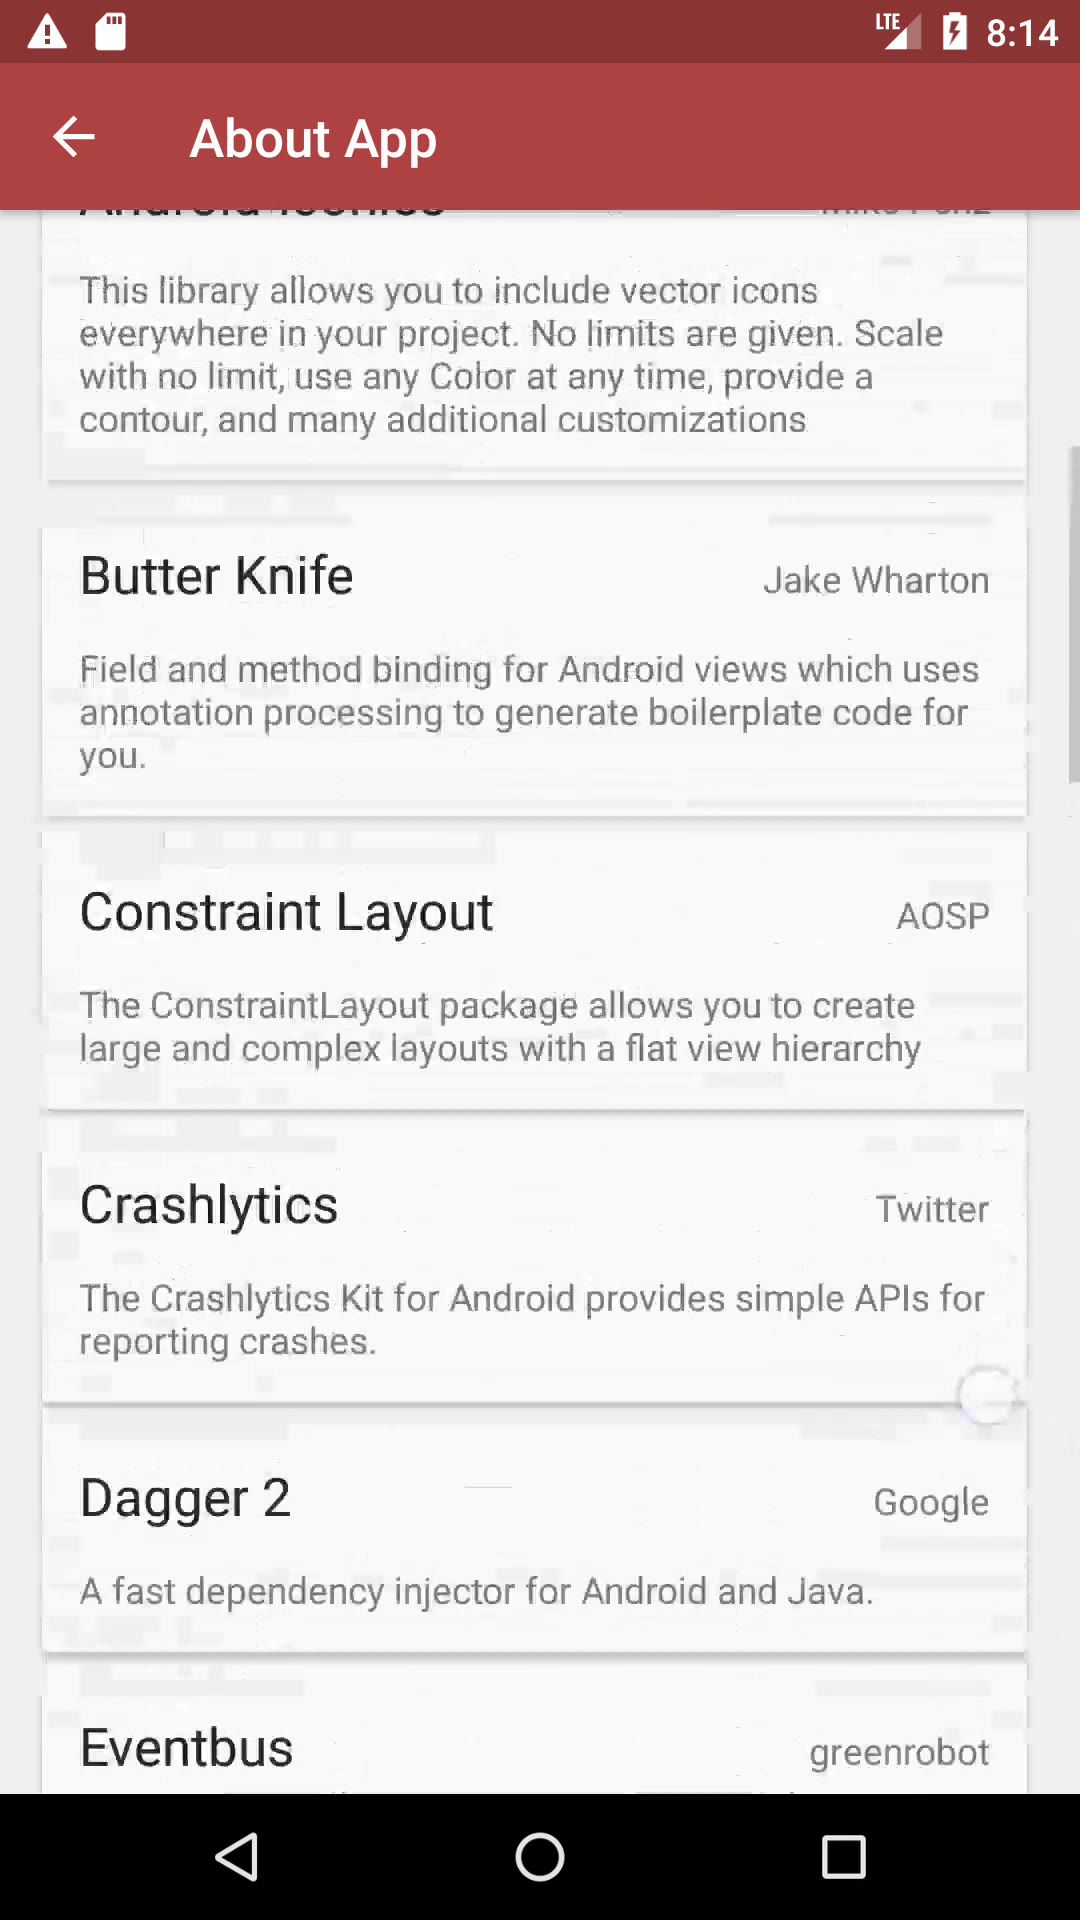 LTE 8:14
About App
This library allows you to include vector icons
everywhere in your project. No limits are given. Scale
with no limit, use any Color at any time, provide a
contour, and many additional customizations
Butter Knife Jake Wharton
Field and method binding for Android views which uses
annotation processing to generate boilerplate code for
you.
Constraint Layout AOSP
The ConstraintLayout package allows you to create
large and complex layouts with a flat view hierarchy
Crashlytics Twitter
The Crashlytics Kit for Android provides simple APIs for
reporting crashes.
Dagger 2 Google
A fast dependency injector for Android and Java.
Eventbus greenrobot